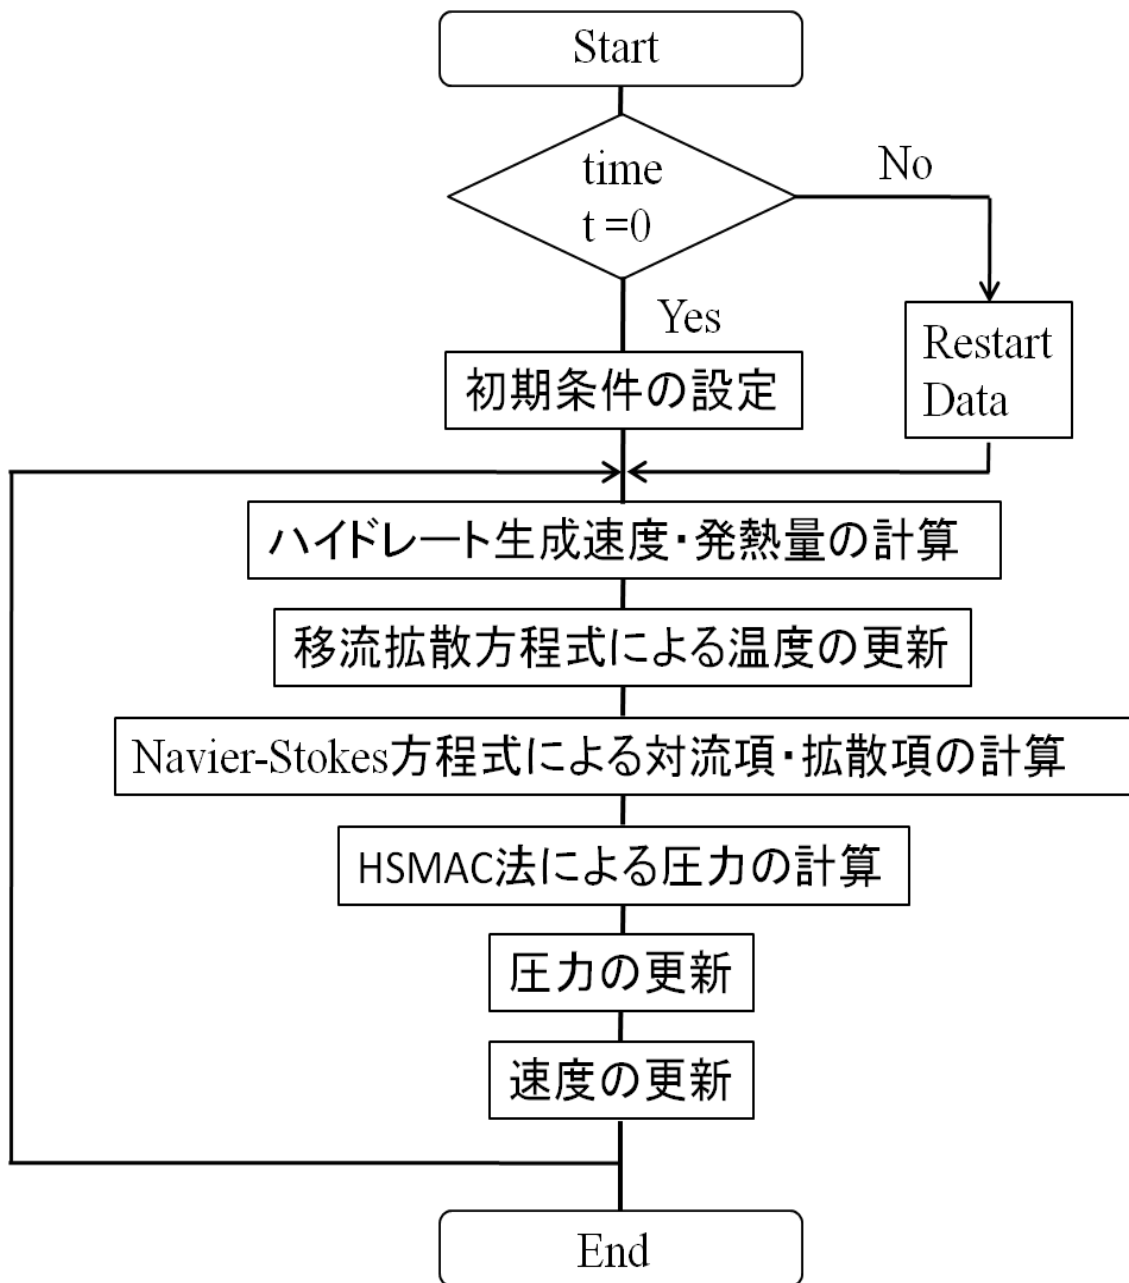 Start
time
t =0
No
Yes
Restart
Data
初期条件の設定
ハイドレート生成速度・発熱量の計算
移流拡散方程式による温度の更新
Navier-Stokes方程式による対流項・拡散項の計算
HSMAC法による圧力の計算
圧力の更新
速度の更新
End